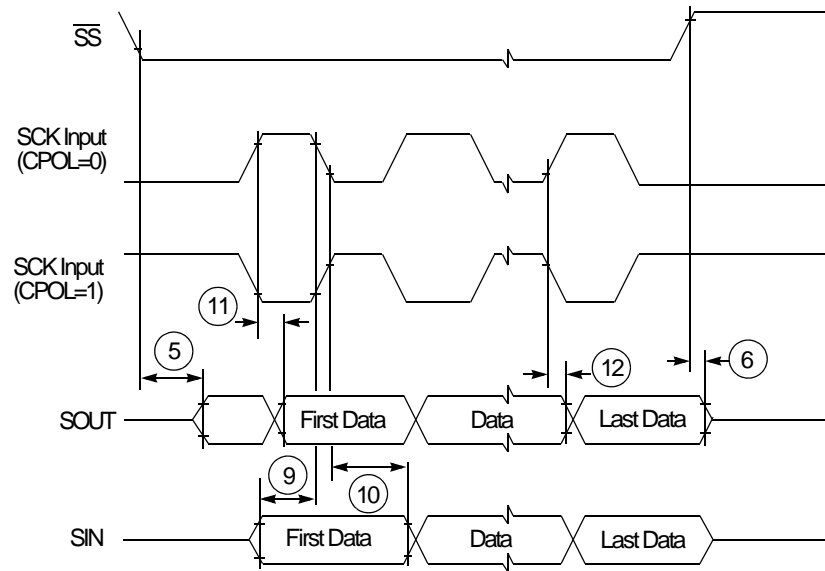 SS
SCK Input
(CPOL=0)
SCK Input
(CPOL=1)
11
5
12
6
SOUT
First Data
Data
Last Data
9
10
SIN
First Data
Data
Last Data